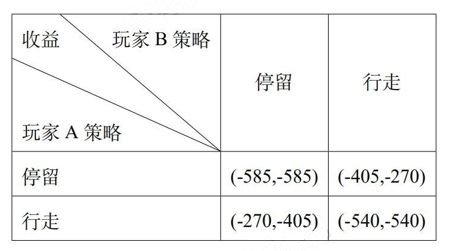 收益 玩家 B 策略
玩家 A 策略
停留 行走
停留 (-585,-585) (-405,-270)
行走 (-270,-405) (-540,-540)